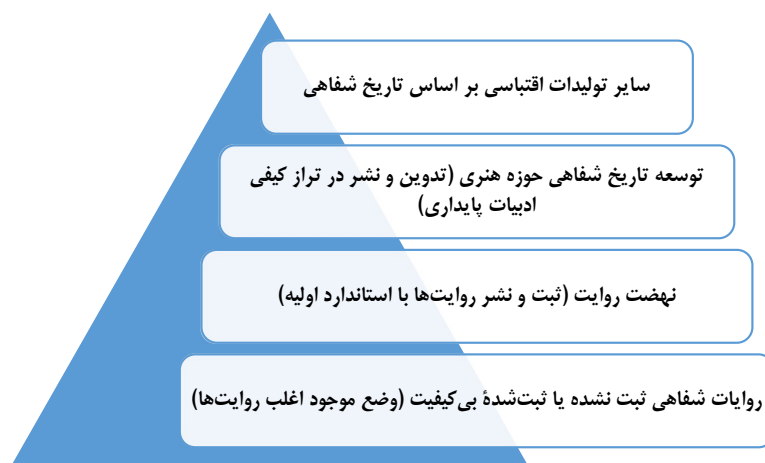 سایر تولیدات اقتباسی بر اساس تاریخ شفاهی
توسعه تاریخ شفاهی حوزه هنری (تدوین و نشر در تراز کیفی
ادبیات پایداری)
نهضت روایت (ثبت و نشر روایت‌ها با استاندارد اولیه)
روایات شفاهی ثبت نشده یا ثبت‌شدۀ بی‌کیفیت (وضع موجود اغلب روایت‌ها)